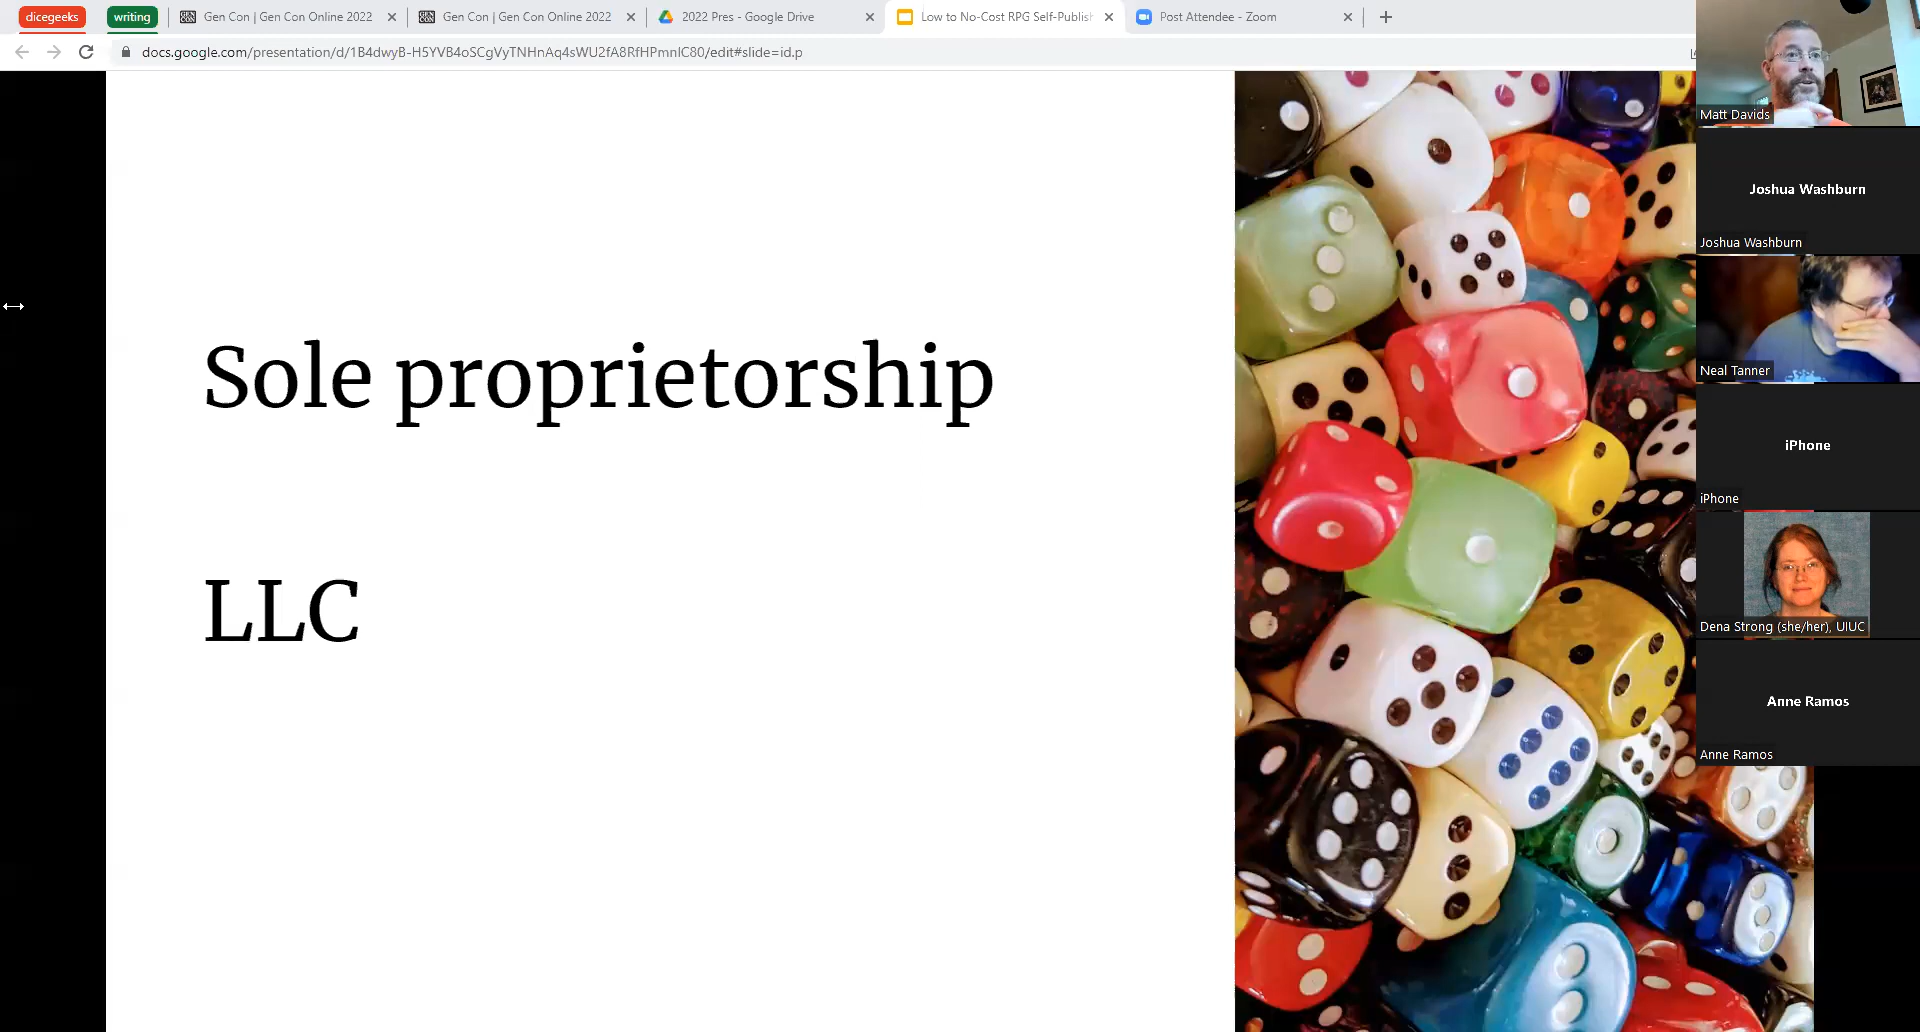 dicegeeks
writing
Gen Con | Gen Con Online 2022
Gen Con | Gen Con Online 2022
2022 Pres - Google Drive
Low to No-Cost RPG Self-Publish
Post Attendee - Zoom
docs.google.com/presentation/d/1B4dwyB-H5YVB4oSCgVyTNHnAq4sWU2fA8RfHPmnlC80/edit#slide=id.p
Sole proprietorship
LLC
Matt Davids
Joshua Washburn
Joshua Washburn
Neal Tanner
iPhone
iPhone
Dena Strong (she/her), UIUC
Anne Ramos
Anne Ramos